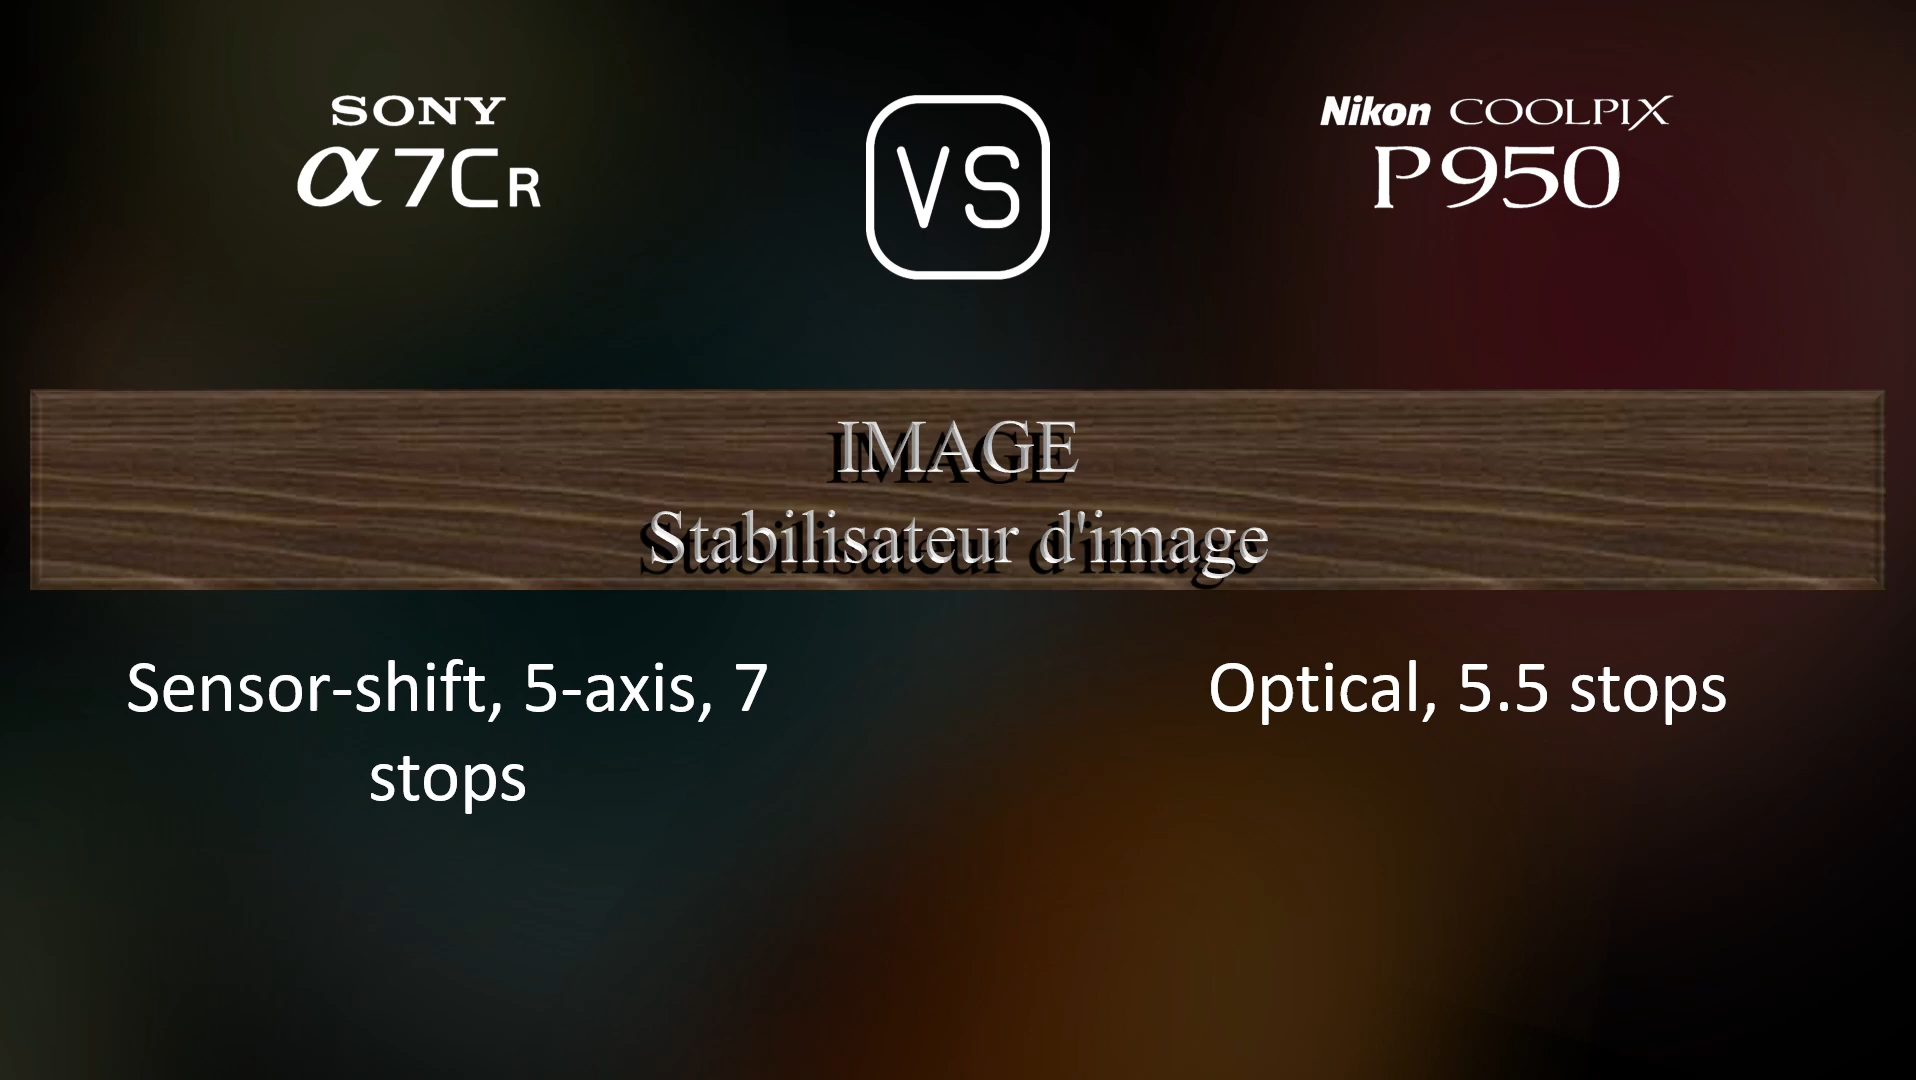 SONY
α7CR
VS
Nikon COOLPIX
P950
IMAGE
Stabilisateur d'image
Sensor-shift, 5-axis, 7
stops
Optical, 5.5 stops